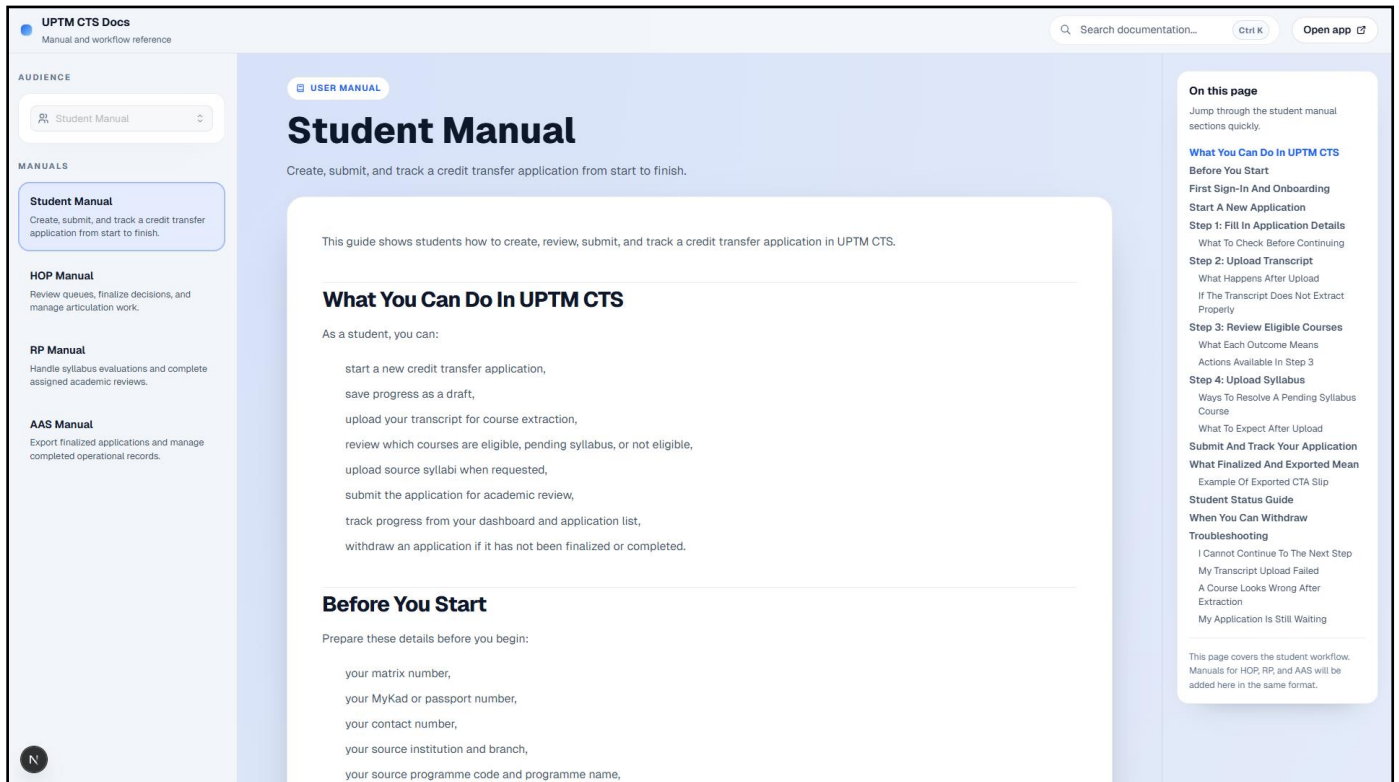 UPTM CTS Docs
Manual and workflow reference
Search documentation...
Ctrl K
Open app
AUDIENCE
Student Manual
MANUALS
Student Manual
Create, submit, and track a credit transfer
application from start to finish.
HOP Manual
Review queues, finalize decisions, and
manage articulation work.
RP Manual
Handle syllabus evaluations and complete
assigned academic reviews.
AAS Manual
Export finalized applications and manage
completed operational records.
N
USER MANUAL
Student Manual
Create, submit, and track a credit transfer application from start to finish.
This guide shows students how to create, review, submit, and track a credit transfer application in UPTM CTS.
What You Can Do In UPTM CTS
As a student, you can:
start a new credit transfer application,
save progress as a draft,
upload your transcript for course extraction,
review which courses are eligible, pending syllabus, or not eligible,
upload source syllabi when requested,
submit the application for academic review,
track progress from your dashboard and application list,
withdraw an application if it has not been finalized or completed.
Before You Start
Prepare these details before you begin:
your matrix number,
your MyKad or passport number,
your contact number,
your source institution and branch,
your source programme code and programme name,
On this page
Jump through the student manual
sections quickly.
What You Can Do In UPTM CTS
Before You Start
First Sign-In And Onboarding
Start A New Application
Step 1: Fill In Application Details
What To Check Before Continuing
Step 2: Upload Transcript
What Happens After Upload
If The Transcript Does Not Extract
Properly
Step 3: Review Eligible Courses
What Each Outcome Means
Actions Available In Step 3
Step 4: Upload Syllabus
Ways To Resolve A Pending Syllabus
Course
What To Expect After Upload
Submit And Track Your Application
What Finalized And Exported Mean
Example Of Exported CTA Slip
Student Status Guide
When You Can Withdraw
Troubleshooting
I Cannot Continue To The Next Step
My Transcript Upload Failed
A Course Looks Wrong After
Extraction
My Application Is Still Waiting
This page covers the student workflow.
Manuals for HOP, RP, and AAS will be
added here in the same format.